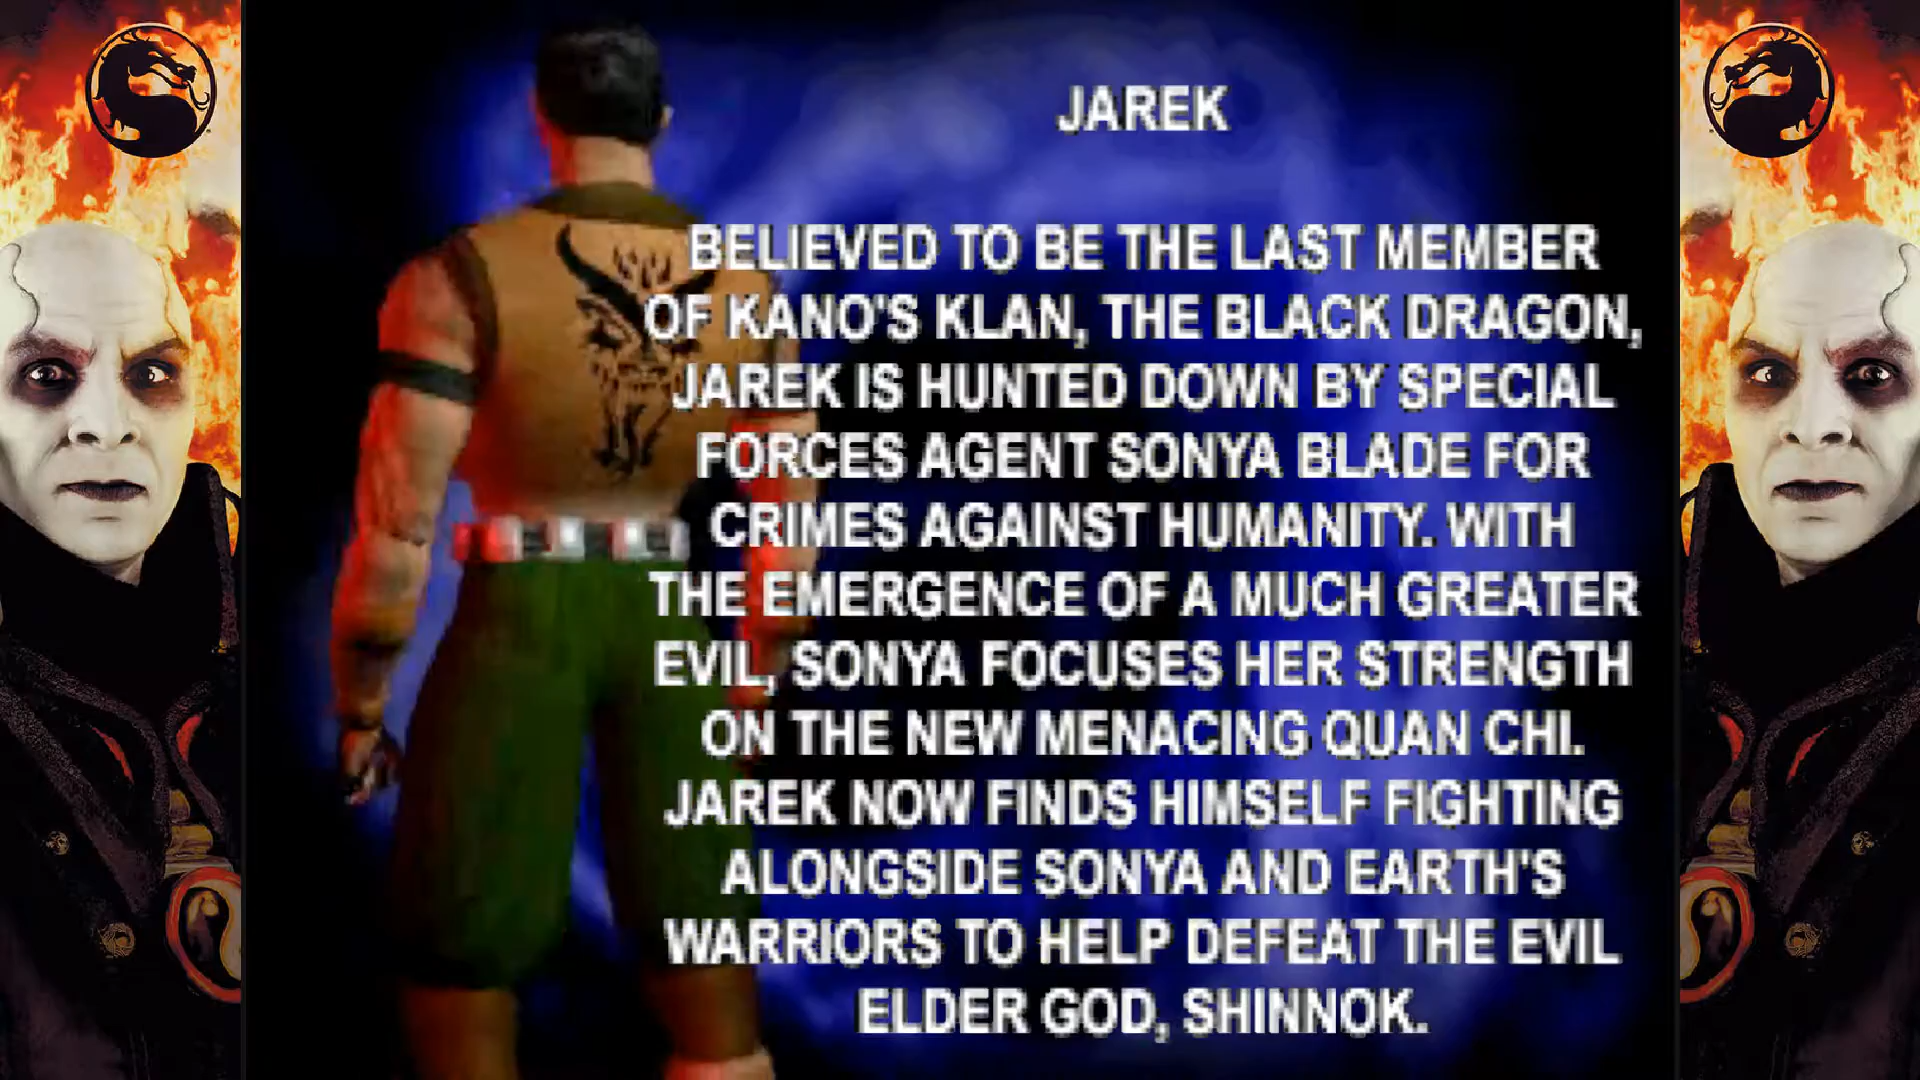 JAREK
BELIEVED TO BE THE LAST MEMBER
OF KANO'S KLAN, THE BLACK DRAGON,
JAREK IS HUNTED DOWN BY SPECIAL
FORCES AGENT SONYA BLADE FOR
CRIMES AGAINST HUMANITY. WITH
THE EMERGENCE OF A MUCH GREATER
EVIL, SONYA FOCUSES HER STRENGTH
ON THE NEW MENACING QUAN CHI.
JAREK NOW FINDS HIMSELF FIGHTING
ALONGSIDE SONYA AND EARTH'S
WARRIORS TO HELP DEFEAT THE EVIL
ELDER GOD, SHINNOK.